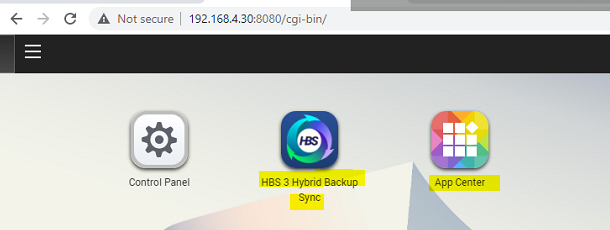 Not secure | 192.168.4.30:8080/cgi-bin/
HBS
Control Panel
HBS 3 Hybrid Backup
Sync
App Center